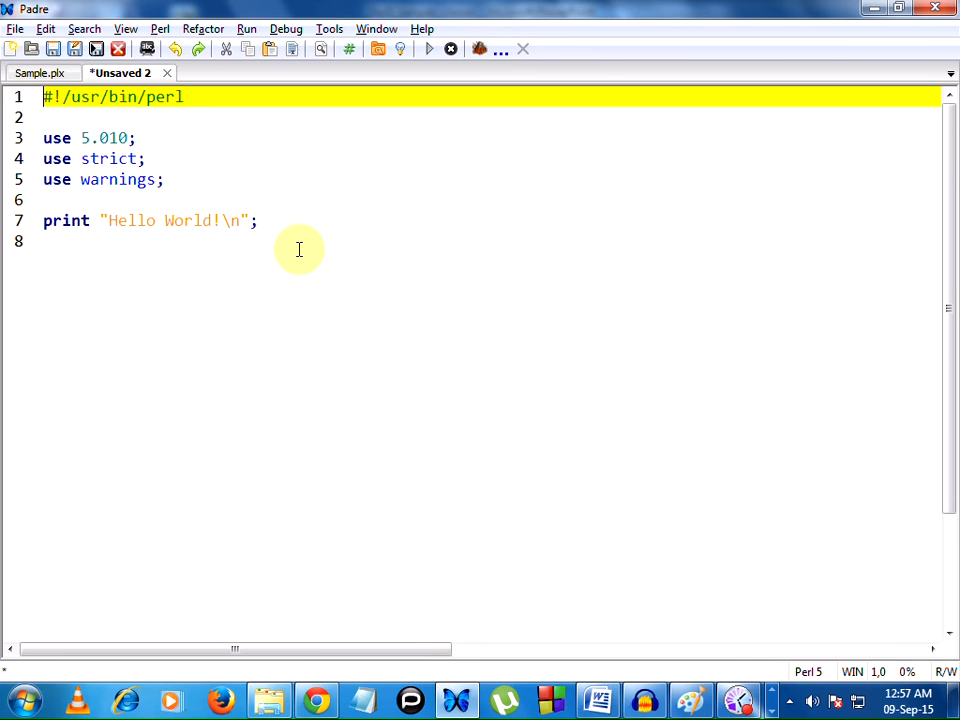 Padre
File Edit Search View Perl Refactor Run Debug Tools Window Help
Sample.plx *Unsaved 2
1 #!/usr/bin/perl
2
3 use 5.010;
4 use strict;
5 use warnings;
6
7 print "Hello World!\n";
8
* Perl 5 WIN 1,0 0% R/W
12:57 AM
09-Sep-15